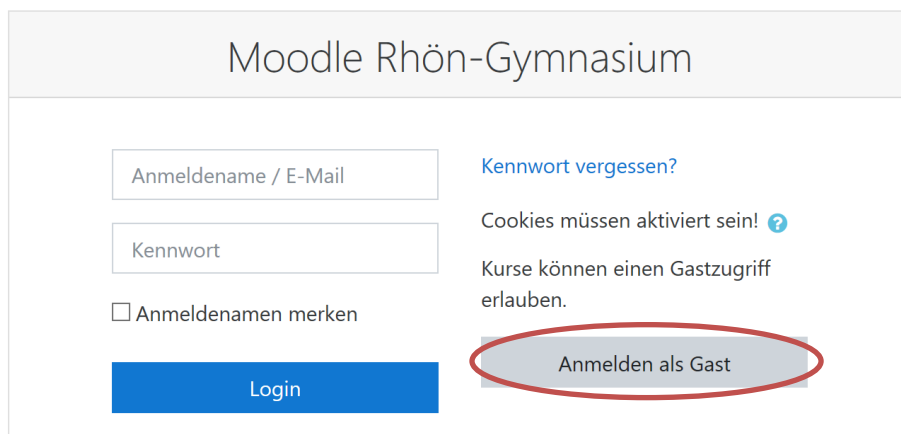 Moodle Rhön-Gymnasium
Anmeldename / E-Mail
Kennwort
Anmeldenamen merken
Login
Kennwort vergessen?
Cookies müssen aktiviert sein! ?
Kurse können einen Gastzugriff
erlauben.
Anmelden als Gast